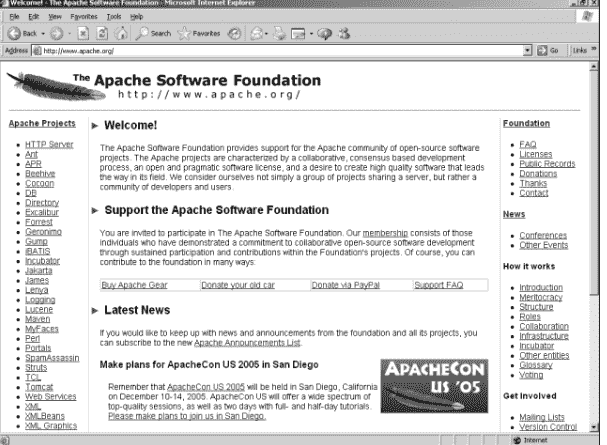 Welcome! - The Apache Software Foundation - Microsoft Internet Explorer
File Edit View Favorites Tools Help
Back Search Favorites
Address http://www.apache.org/ Go Links »
The Apache Software Foundation
http://www.apache.org/
Apache Projects
HTTP Server
Ant
APR
Beehive
Cocoon
DB
Directory
Excalibur
Forrest
Geronimo
Gump
iBATIS
Incubator
Jakarta
James
Lenya
Logging
Lucene
Maven
MyFaces
Perl
Portals
SpamAssassin
Struts
TCL
Tomcat
Web Services
XML
XMLBeans
XML Graphics
Welcome!
The Apache Software Foundation provides support for the Apache community of open-source software
projects. The Apache projects are characterized by a collaborative, consensus based development
process, an open and pragmatic software license, and a desire to create high quality software that leads
the way in its field. We consider ourselves not simply a group of projects sharing a server, but rather a
community of developers and users.
Support the Apache Software Foundation
You are invited to participate in The Apache Software Foundation. Our membership consists of those
individuals who have demonstrated a commitment to collaborative open-source software development
through sustained participation and contributions within the Foundation's projects. Of course, you can
contribute to the foundation in many ways:
Buy Apache Gear Donate your old car Donate via PayPal Support FAQ
Latest News
If you would like to keep up with news and announcements from the foundation and all its projects, you
can subscribe to the new Apache Announcements List.
Make plans for ApacheCon US 2005 in San Diego
Remember that ApacheCon US 2005 will be held in San Diego, California
on December 10-14, 2005. ApacheCon US will offer a wide spectrum of
top-quality sessions, as well as two days with full- and half-day tutorials.
Please make plans to join us in San Diego.
APACHECON
US '05
Foundation
FAQ
Licenses
Public Records
Donations
Thanks
Contact
News
Conferences
Other Events
How it works
Introduction
Meritocracy
Structure
Roles
Collaboration
Infrastructure
Incubator
Other entities
Glossary
Voting
Get Involved
Mailing Lists
Version Control
Internet